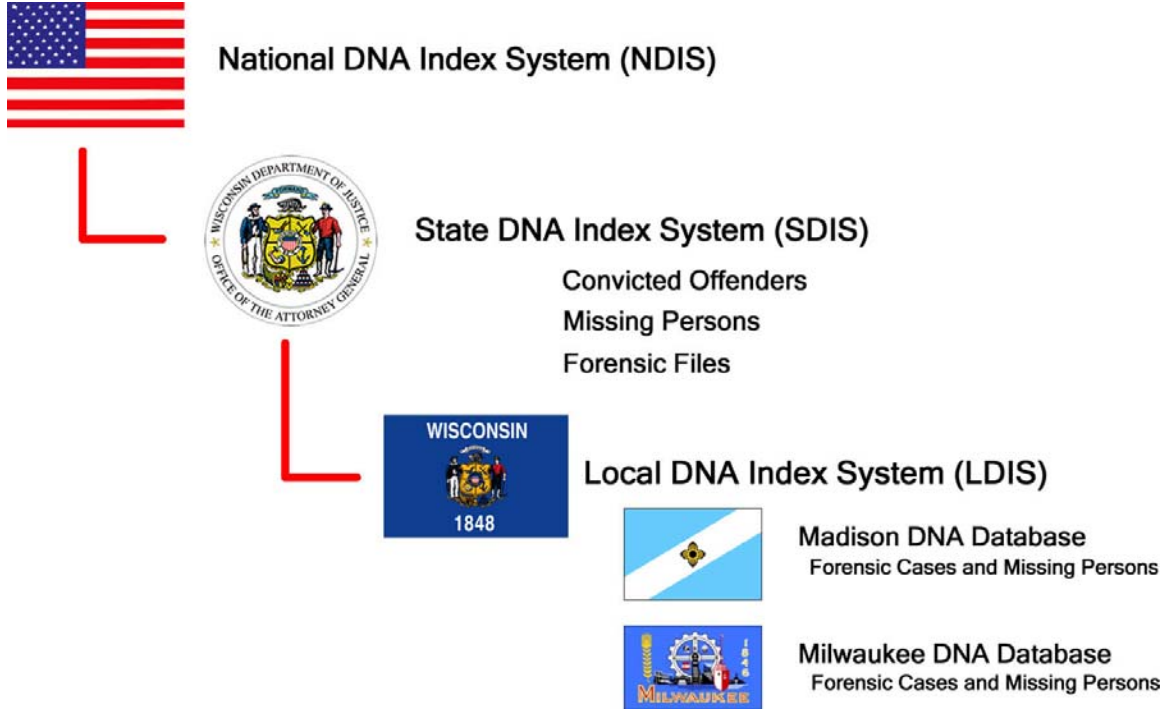 National DNA Index System (NDIS)
WISCONSIN DEPARTMENT OF JUSTICE
OFFICE OF THE ATTORNEY GENERAL
FORWARD
State DNA Index System (SDIS)
Convicted Offenders
Missing Persons
Forensic Files
WISCONSIN
1848
Local DNA Index System (LDIS)
Madison DNA Database
Forensic Cases and Missing Persons
1846
MILWAUKEE
Milwaukee DNA Database
Forensic Cases and Missing Persons